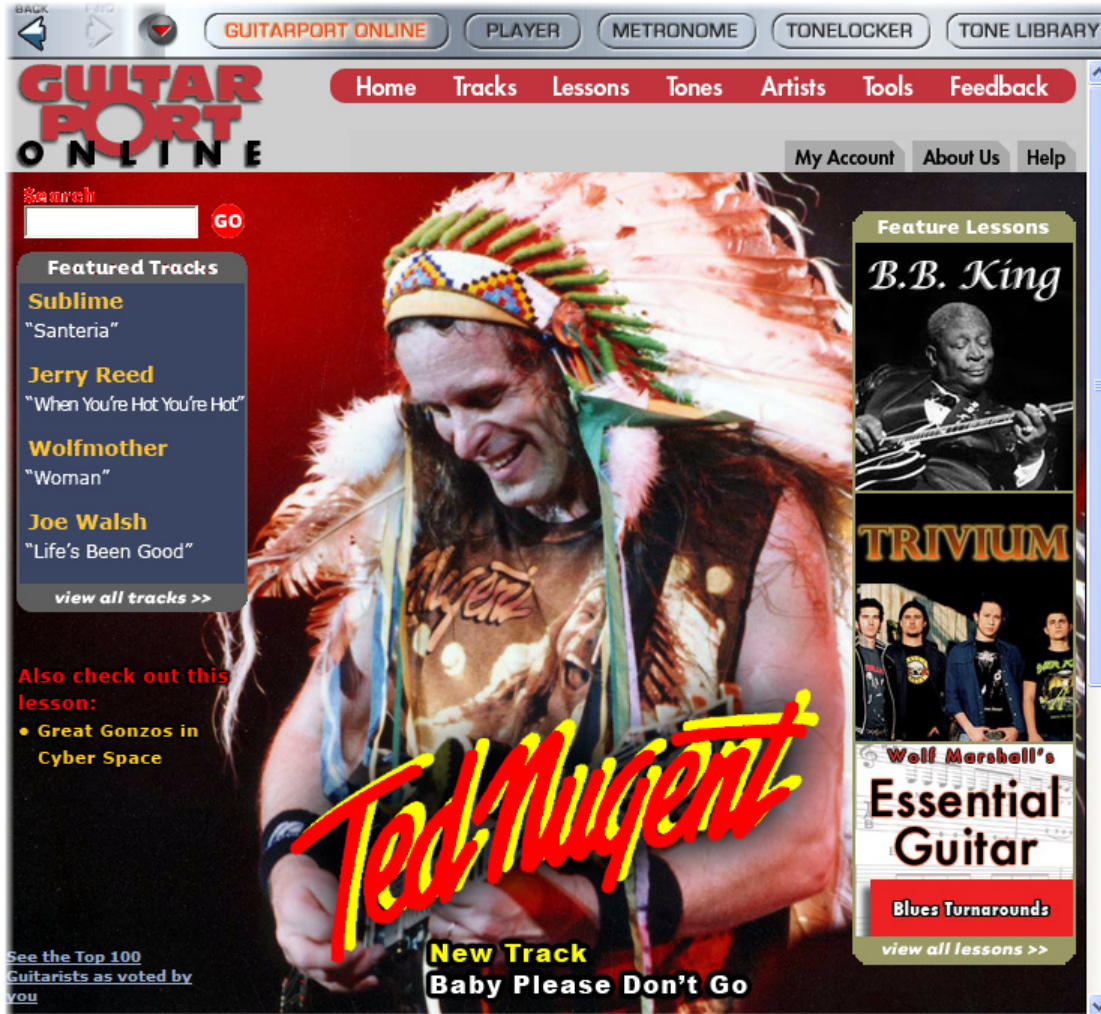 BACK
FWD
GUITARPORT ONLINE
PLAYER
METRONOME
TONELOCKER
TONE LIBRARY
GUITAR
PORT
ONLINE
Home
Tracks
Lessons
Tones
Artists
Tools
Feedback
My Account
About Us
Help
Search
GO
Featured Tracks
Sublime
“Santeria”
Jerry Reed
“When You’re Hot You’re Hot”
Wolfmother
“Woman”
Joe Walsh
“Life’s Been Good”
view all tracks >>
Also check out this
lesson:
• Great Gonzos in
Cyber Space
See the Top 100
Guitarists as voted by
you
Nugent
Ted Nugent
New Track
Baby Please Don’t Go
Feature Lessons
B.B. King
TRIVIUM
Wolf Marshall’s
Essential
Guitar
Blues Turnarounds
view all lessons >>